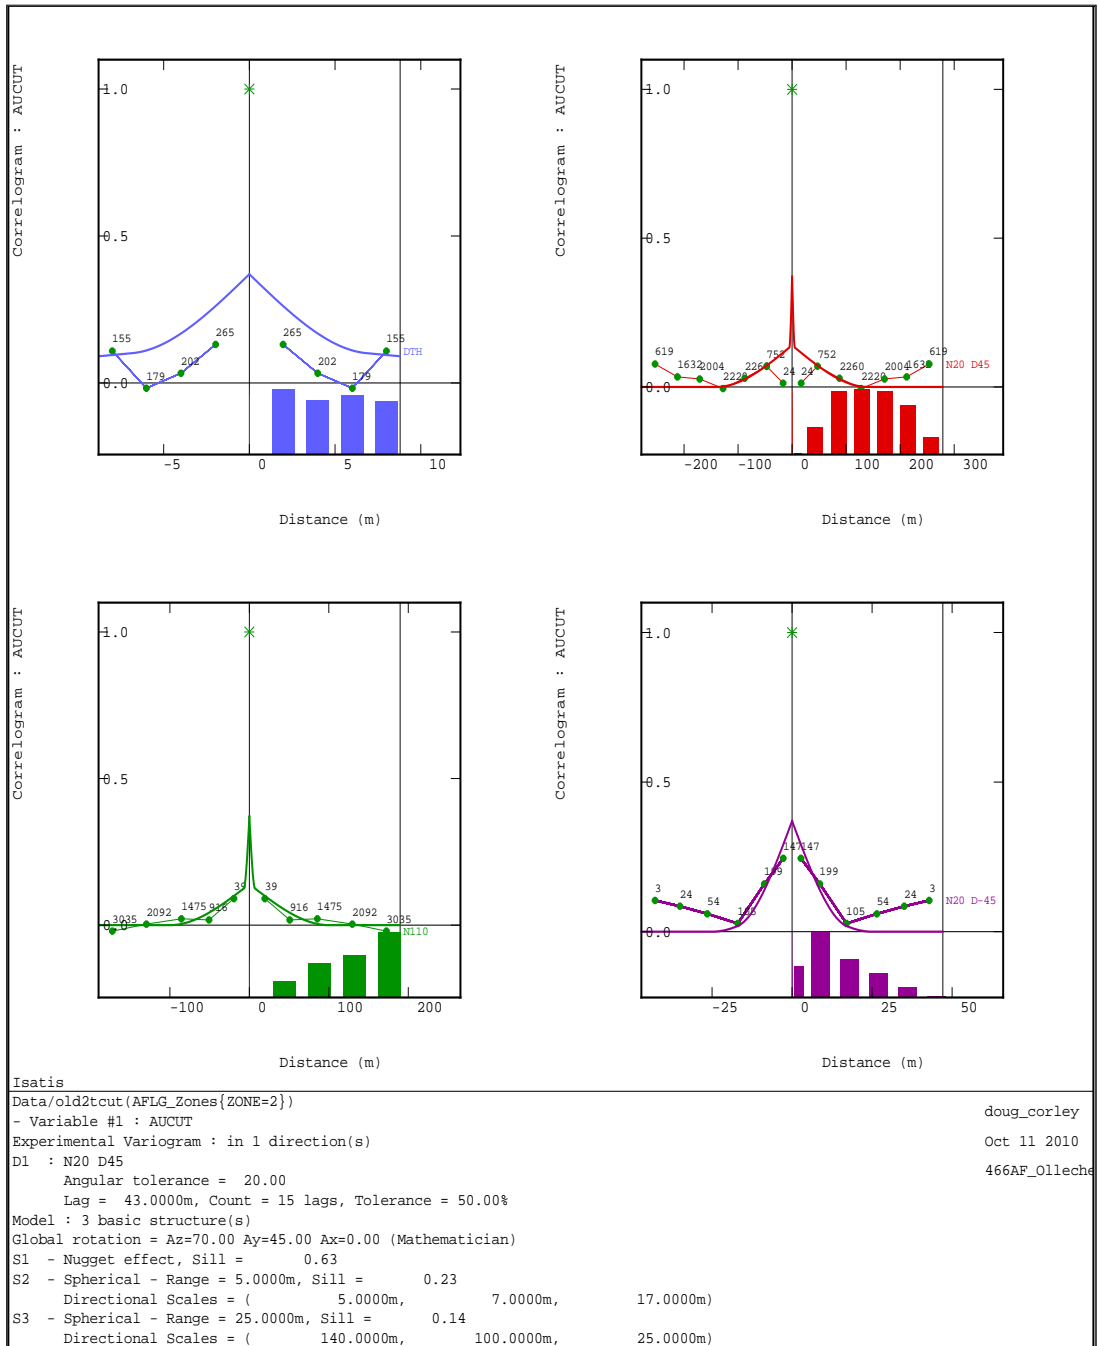 Correlogram : AUCUT
1.0
0.5
0.0
155
179
202
265
265
202
179
155
DTH
-5
0
5
10
Distance (m)
Correlogram : AUCUT
1.0
0.5
0.0
619
1632
2004
2220
2260
752
24
24
752
2260
2220
2004
1632
619
N20 D45
-200
-100
0
100
200
300
Distance (m)
Correlogram : AUCUT
1.0
0.5
0.0
3035
2092
1475
916
39
39
916
1475
2092
3035
N110
-100
0
100
200
Distance (m)
Correlogram : AUCUT
1.0
0.5
0.0
3
24
54
105
199
147
147
199
105
54
24
3
N20 D-45
-25
0
25
50
Distance (m)
Isatis
Data/old2tcut(AFLG_Zones{ZONE=2})
- Variable #1 : AUCUT
Experimental Variogram : in 1 direction(s)
D1 : N20 D45
Angular tolerance = 20.00
Lag = 43.0000m, Count = 15 lags, Tolerance = 50.00%
Model : 3 basic structure(s)
Global rotation = Az=70.00 Ay=45.00 Ax=0.00 (Mathematician)
S1 - Nugget effect, Sill = 0.63
S2 - Spherical - Range = 5.0000m, Sill = 0.23
Directional Scales = ( 5.0000m, 7.0000m, 17.0000m)
S3 - Spherical - Range = 25.0000m, Sill = 0.14
Directional Scales = ( 140.0000m, 100.0000m, 25.0000m)
doug_corley
Oct 11 2010
466AF_Olleche